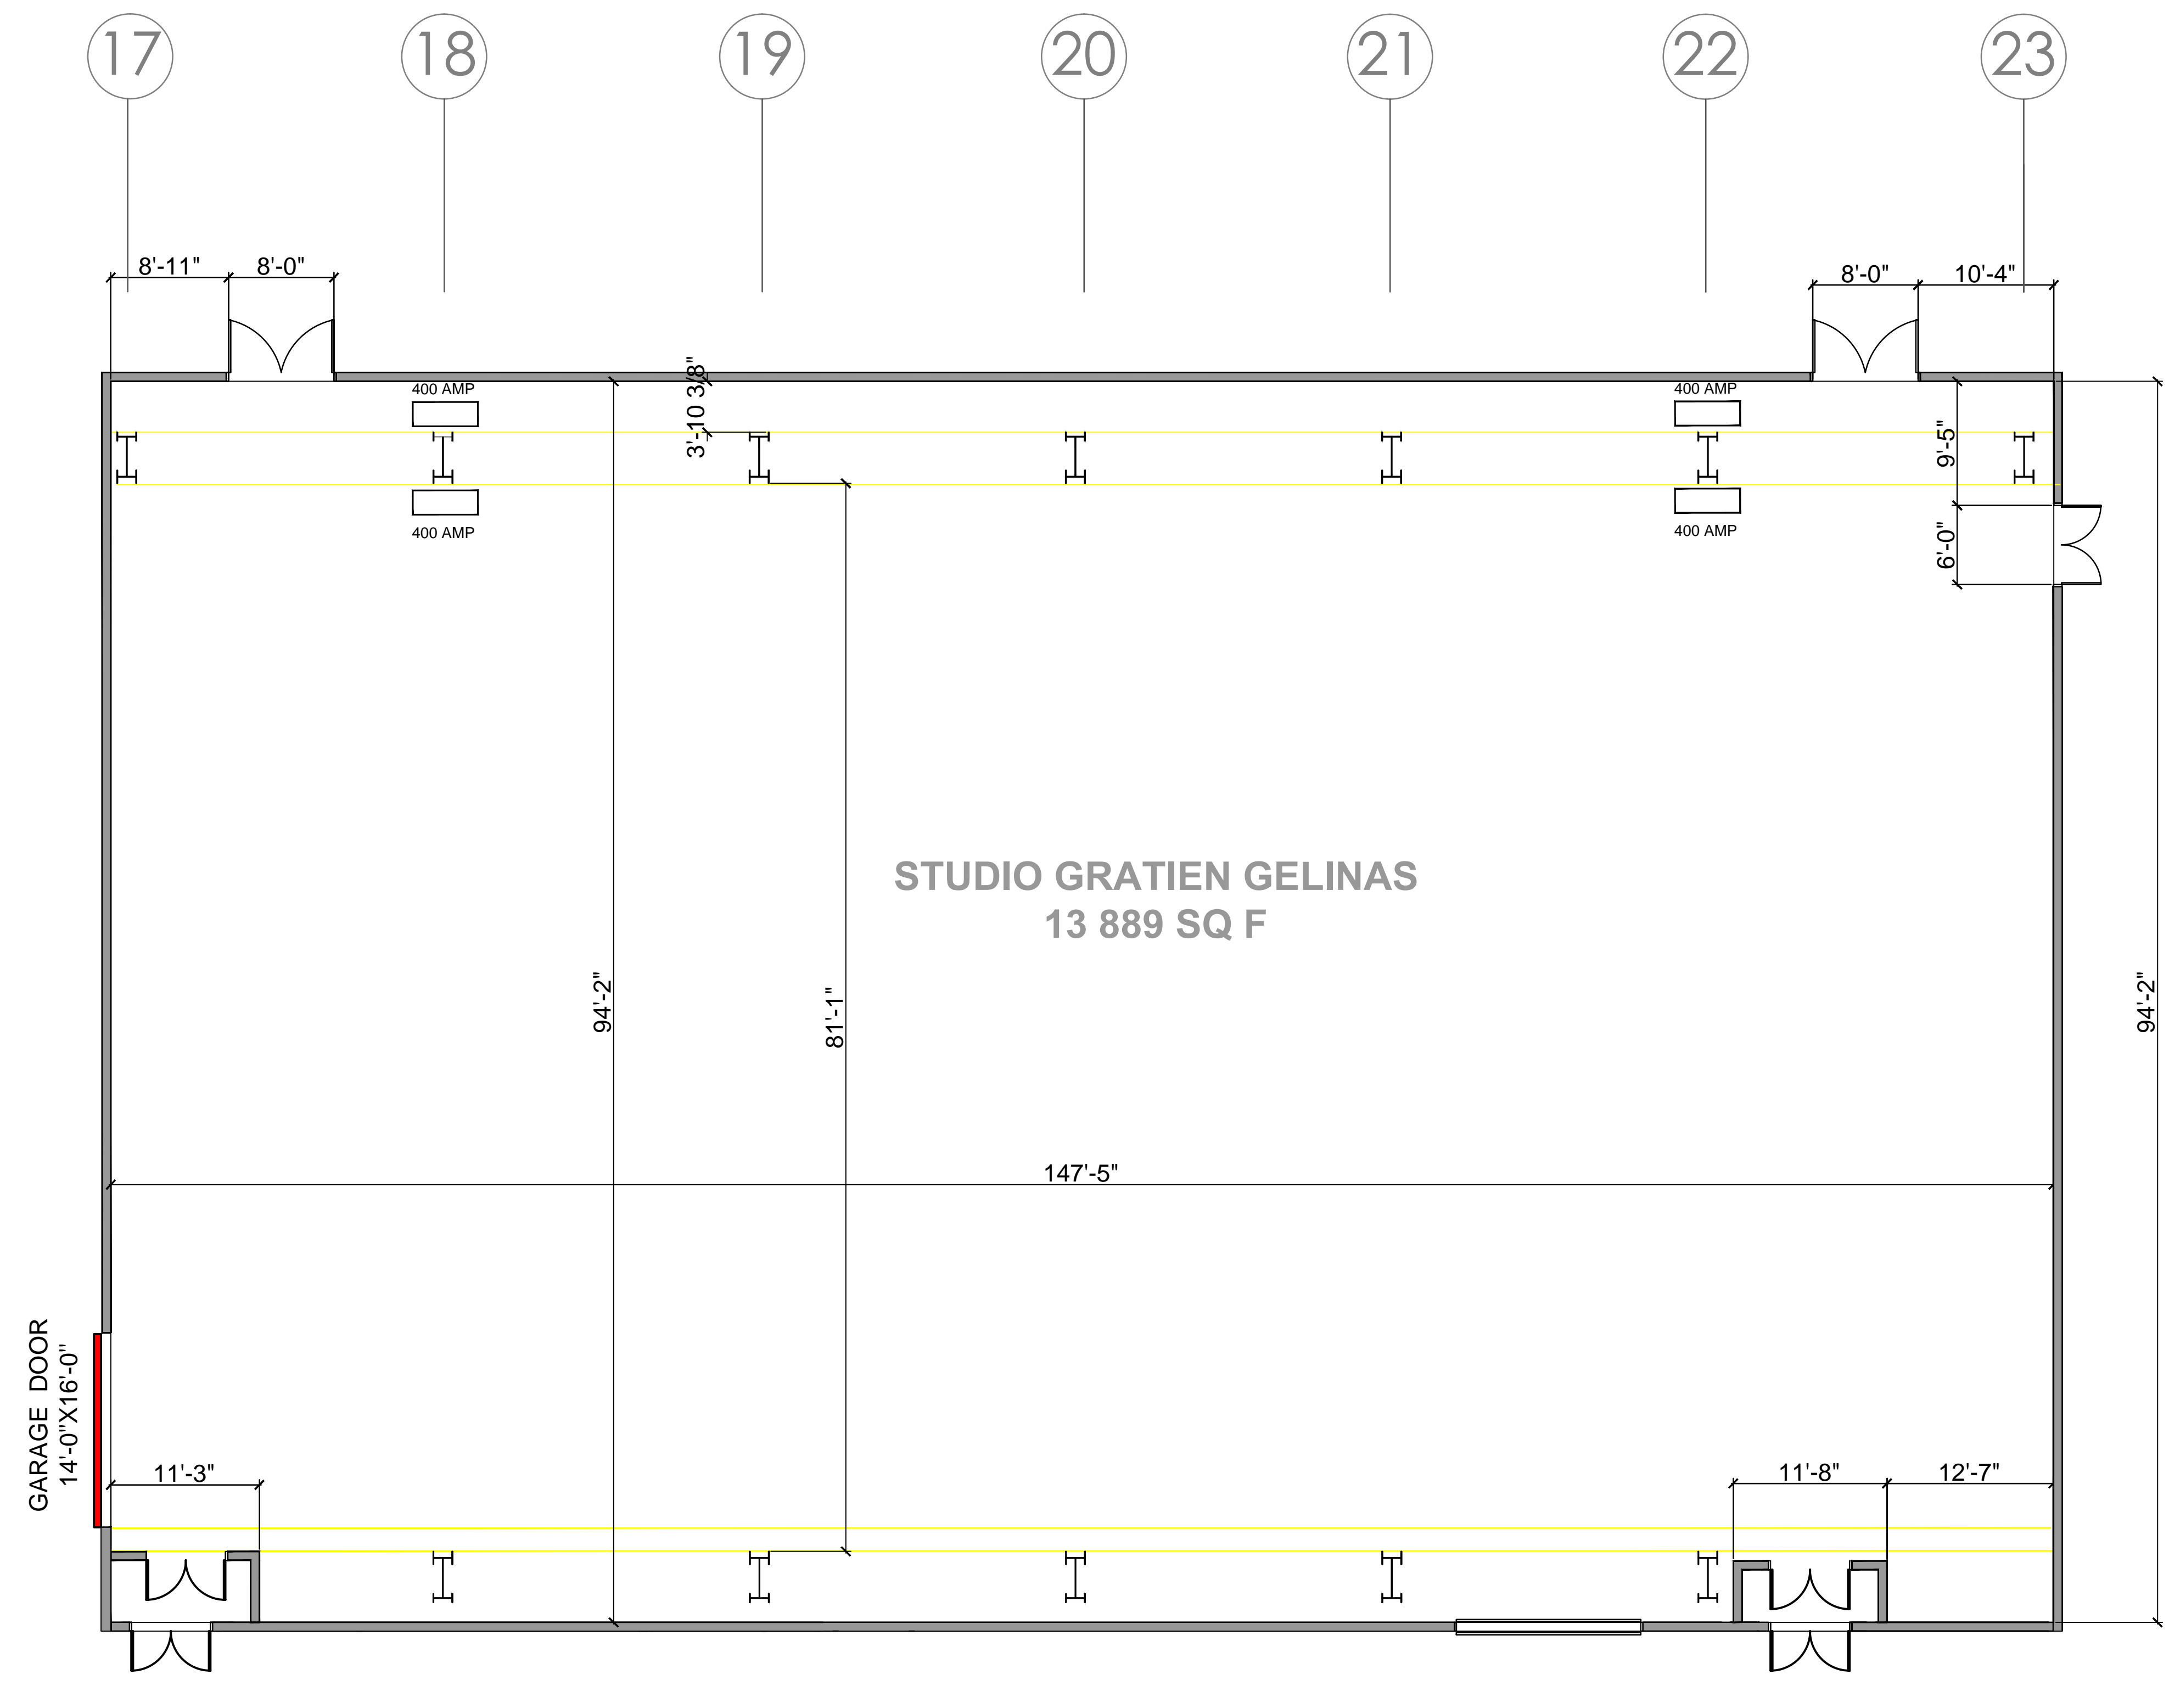 17
18
19
20
21
22
23
8'-11"
8'-0"
8'-0"
10'-4"
3'-10 3/8"
400 AMP
400 AMP
9'-5"
400 AMP
400 AMP
6'-0"
STUDIO GRATIEN GELINAS
13 889 SQ F
94'-2"
81'-1"
94'-2"
147'-5"
GARAGE DOOR
14'-0"X16'-0"
11'-3"
11'-8"
12'-7"